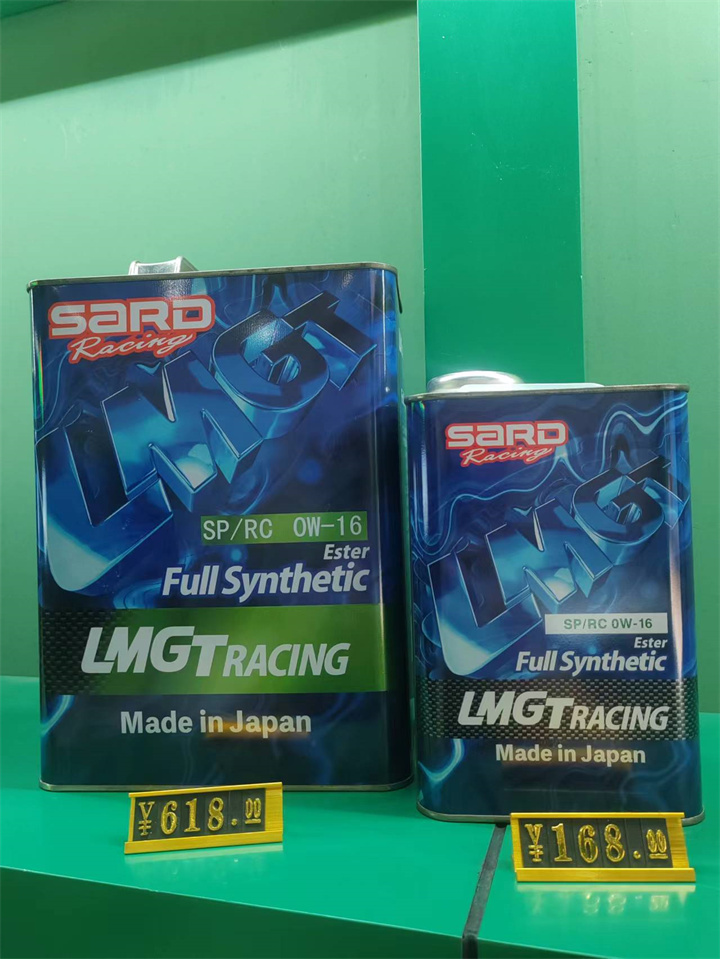 SARD
Racing
LMGT
SP/RC 0W-16
Ester
Full Synthetic
LMGT RACING
Made in Japan
¥618.00
SARD
Racing
LMGT
SP/RC 0W-16
Ester
Full Synthetic
LMGT RACING
Made in Japan
¥168.00